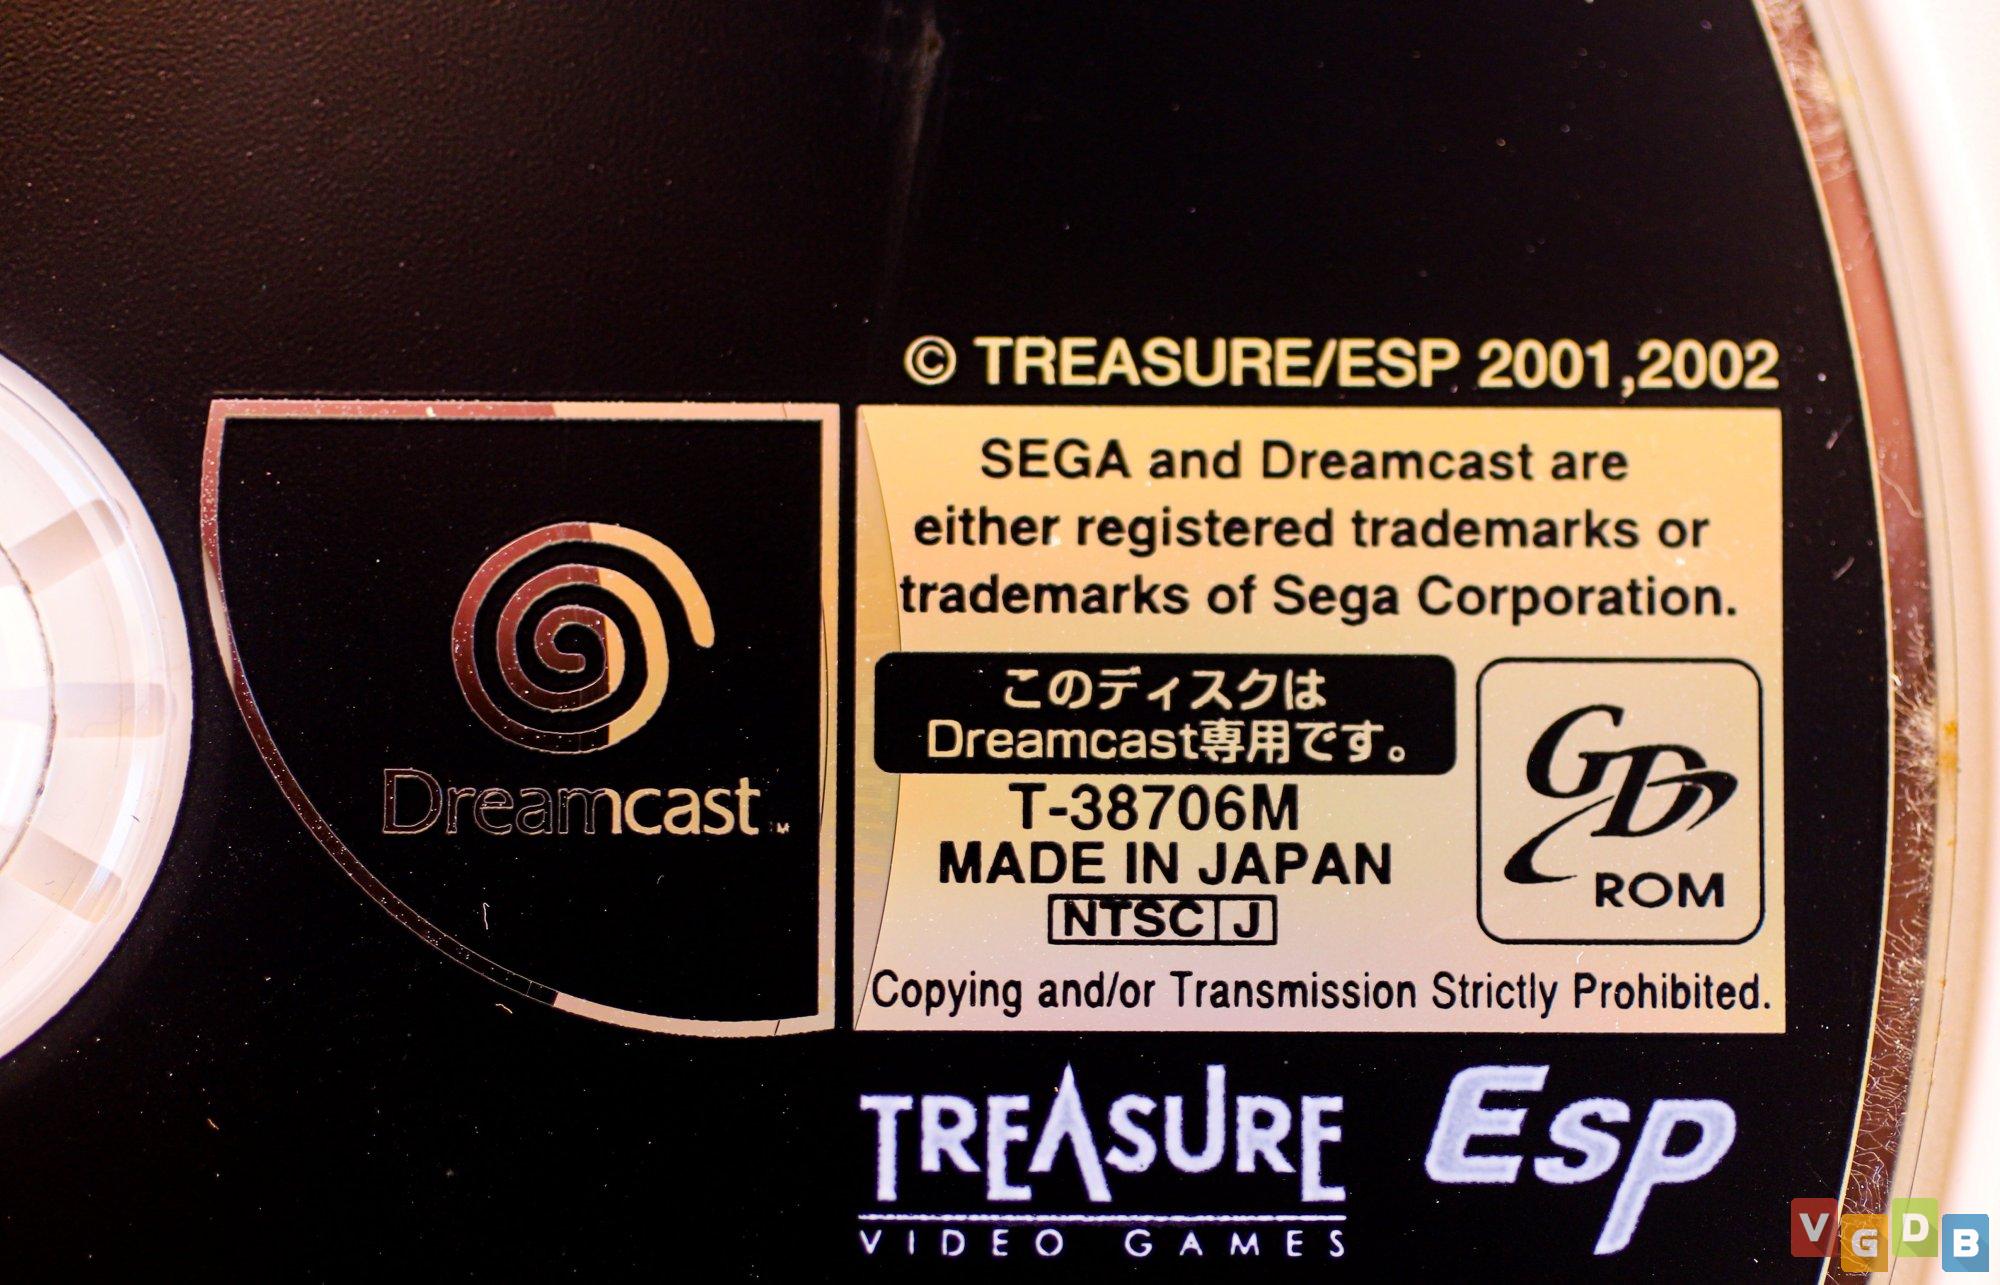 © TREASURE/ESP 2001,2002
SEGA and Dreamcast are
either registered trademarks or
trademarks of Sega Corporation.
このディスクは
Dreamcast専用です。
T-38706M
MADE IN JAPAN
NTSC J
GD
ROM
Copying and/or Transmission Strictly Prohibited.
Dreamcast™
TREASURE
VIDEO GAMES
Esp
VGDB